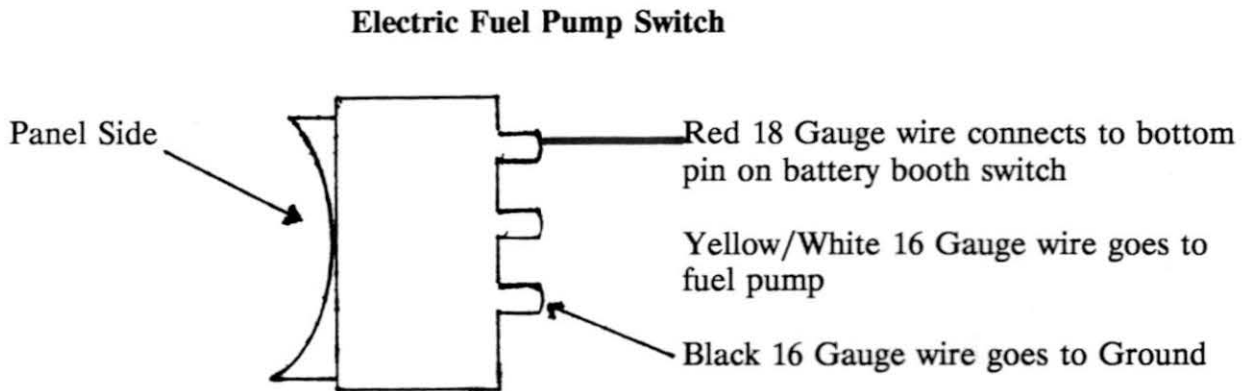 Electric Fuel Pump Switch
Panel Side
Red 18 Gauge wire connects to bottom
pin on battery booth switch
Yellow/White 16 Gauge wire goes to
fuel pump
Black 16 Gauge wire goes to Ground